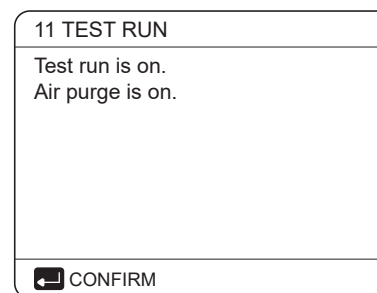 11 TEST RUN
Test run is on.
Air purge is on.
CONFIRM